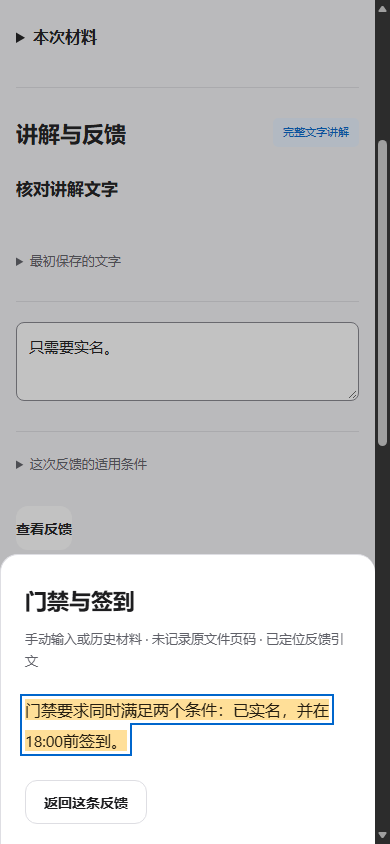 本次材料
讲解与反馈
完整文字讲解
核对讲解文字
最初保存的文字
只需要实名。
这次反馈的适用条件
查看反馈
门禁与签到
手动输入或历史材料 · 未记录原文件页码 · 已定位反馈引
文
门禁要求同时满足两个条件：已实名，并在
18:00前签到。
返回这条反馈